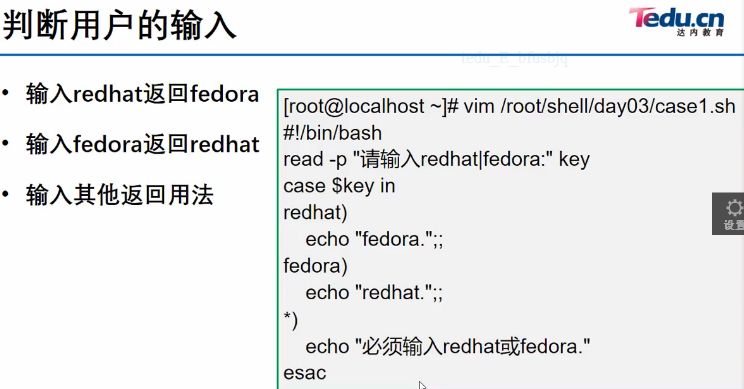 判断用户的输入
Tedu.cn
达内教育
• 输入redhat返回fedora
• 输入fedora返回redhat
• 输入其他返回用法
[root@localhost ~]# vim /root/shell/day03/case1.sh
#!/bin/bash
read -p "请输入redhat|fedora:" key
case $key in
redhat)
    echo "fedora.";;
fedora)
    echo "redhat.";;
*)
    echo "必须输入redhat或fedora."
esac
设置